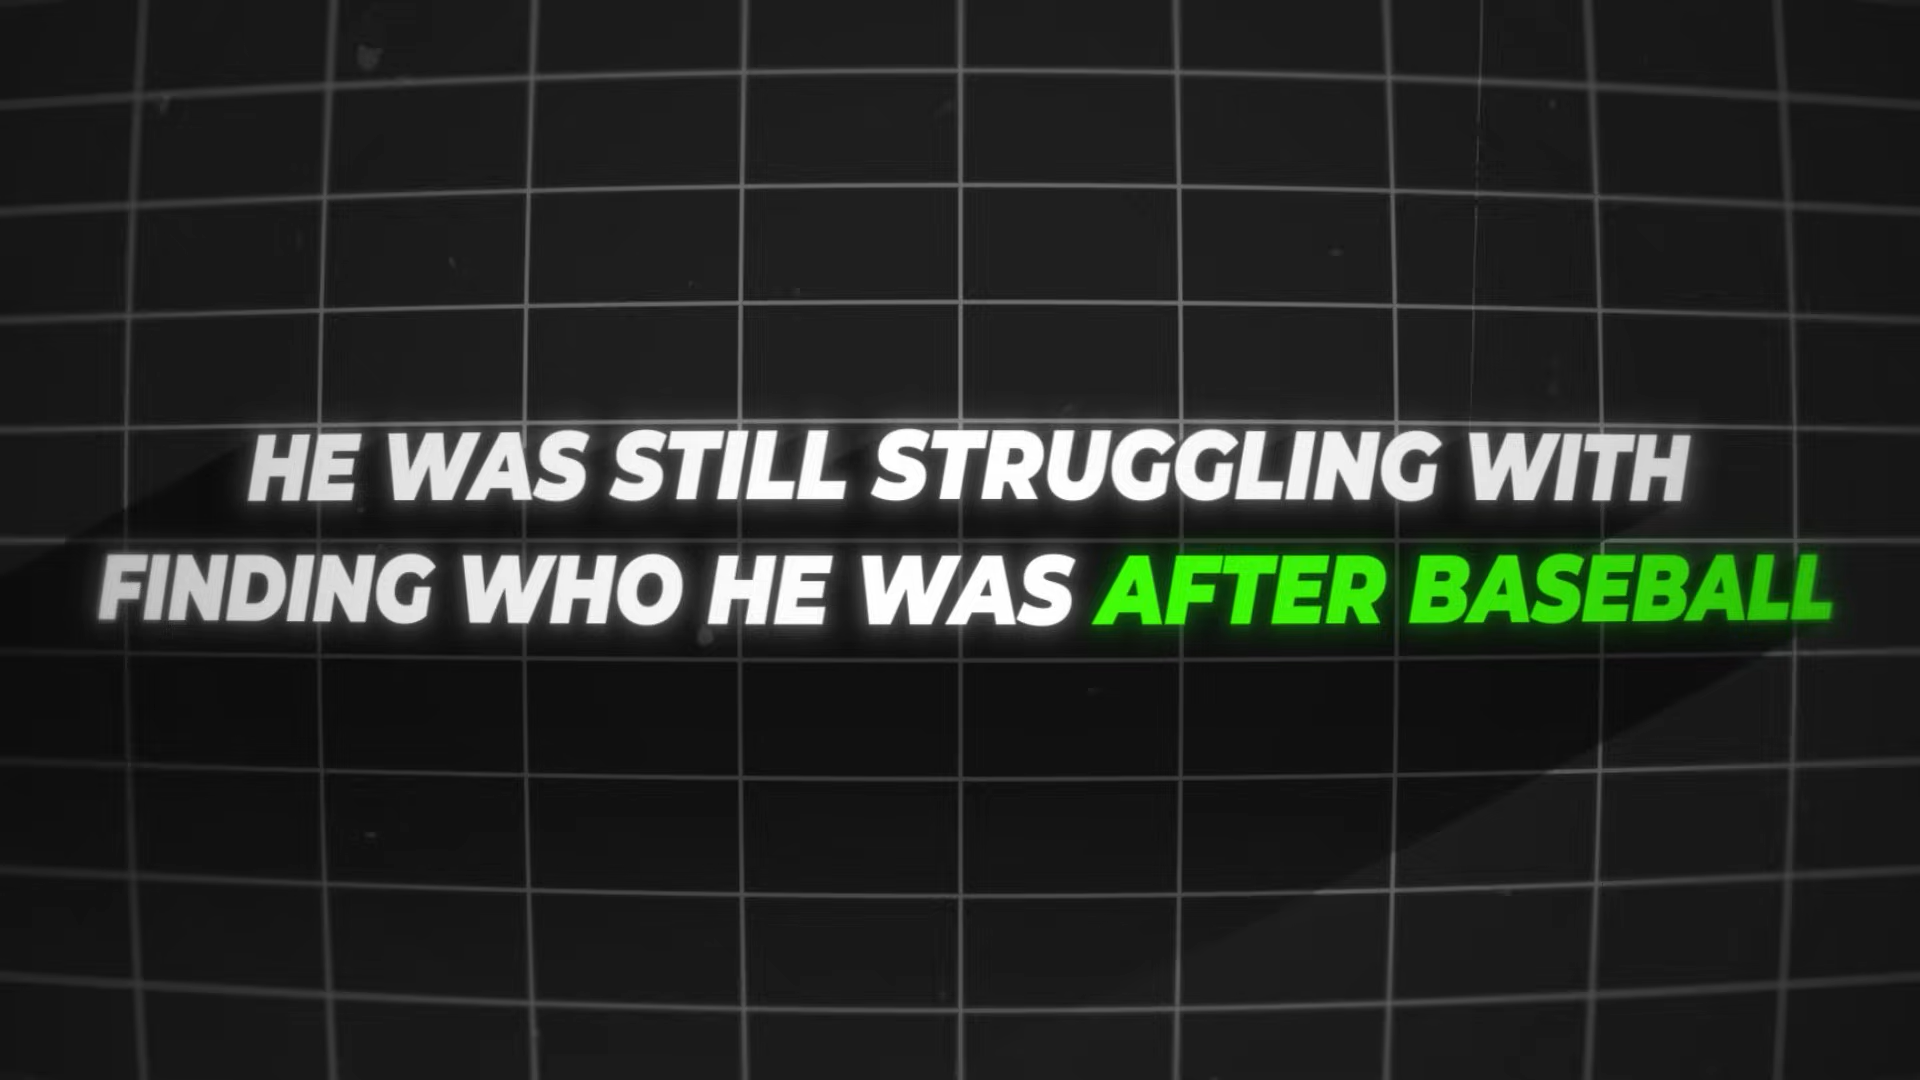 HE WAS STILL STRUGGLING WITH
FINDING WHO HE WAS AFTER BASEBALL